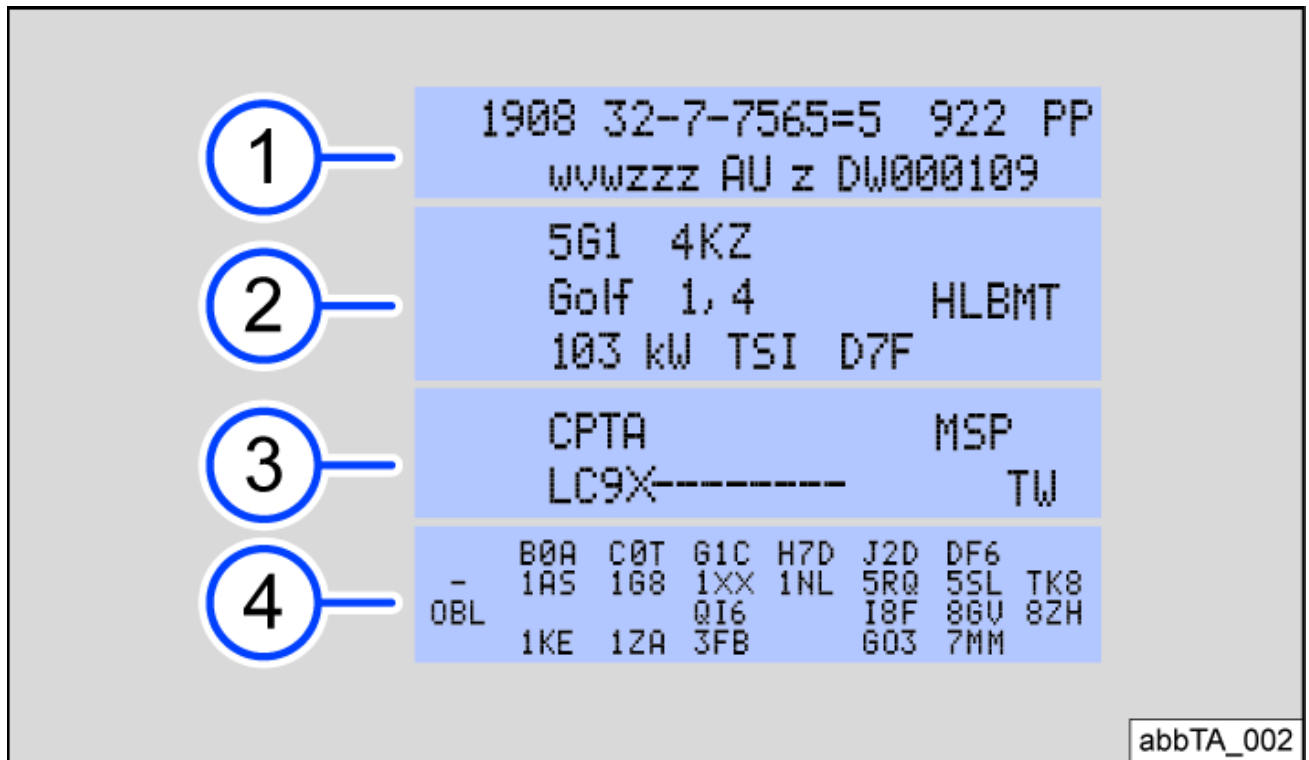 1
1908 32-7-7565=5 922 PP
wvwzzz AU z DW000109
2
5G1 4KZ
Golf 1,4 HLBMT
103 kW TSI D7F
3
CPTA MSP
LC9X--------- TW
4
B0A C0T G1C H7D J2D DF6
- 1AS 1G8 1XX 1NL 5RQ 5SL TK8
OBL QI6 I8F 8GV 8ZH
1KE 1ZA 3FB GO3 7MM
abbTA_002